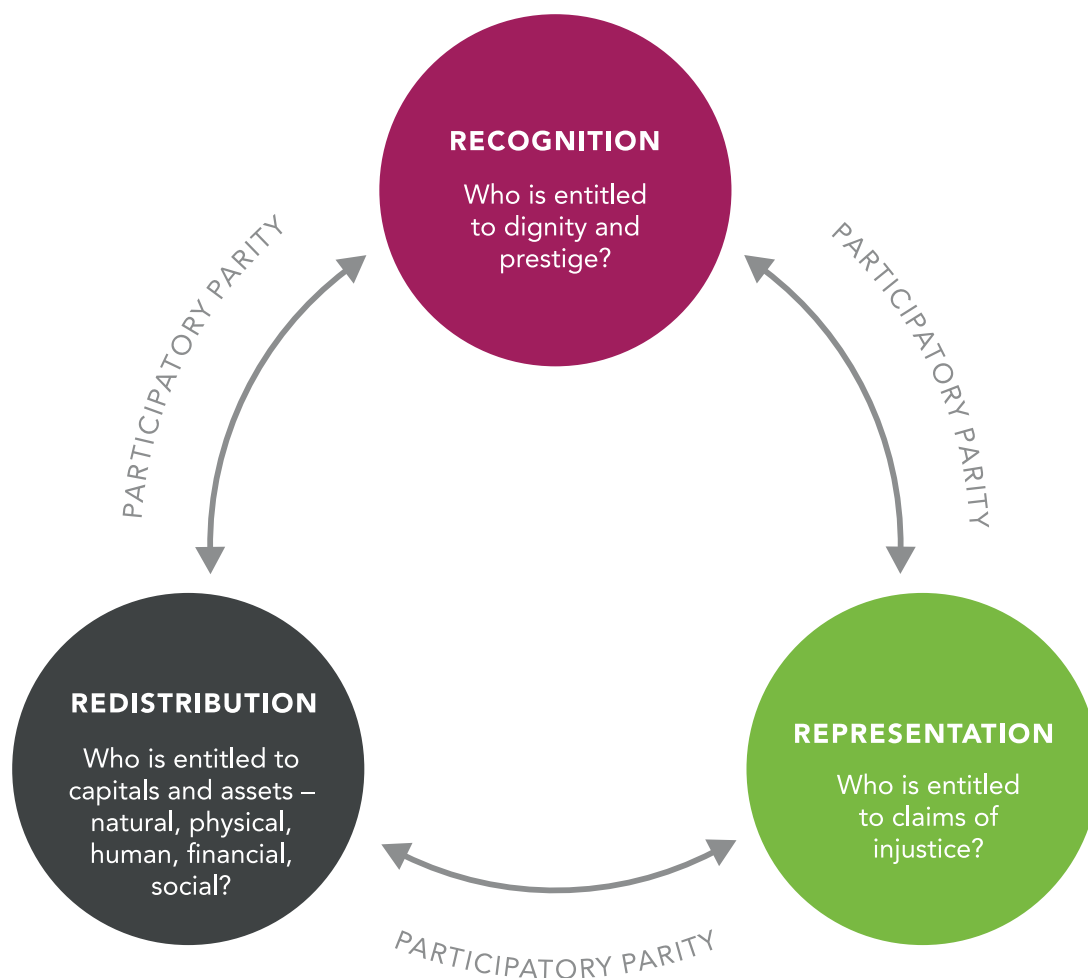 RECOGNITION
Who is entitled
to dignity and
prestige?
PARTICIPATORY PARITY
PARTICIPATORY PARITY
REDISTRIBUTION
Who is entitled to
capitals and assets –
natural, physical,
human, financial,
social?
REPRESENTATION
Who is entitled
to claims of
injustice?
PARTICIPATORY PARITY